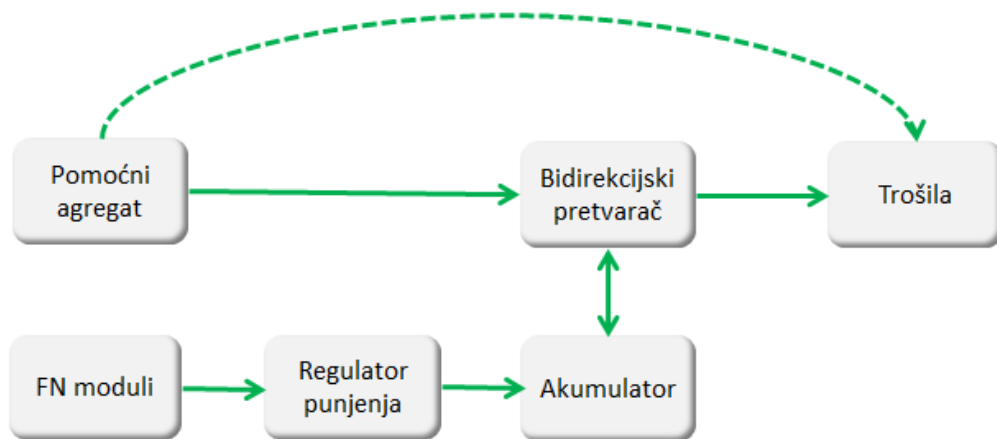 Pomoćni
agregat
Bidirekcijski
pretvarač
Trošila
FN moduli
Regulator
punjenja
Akumulator